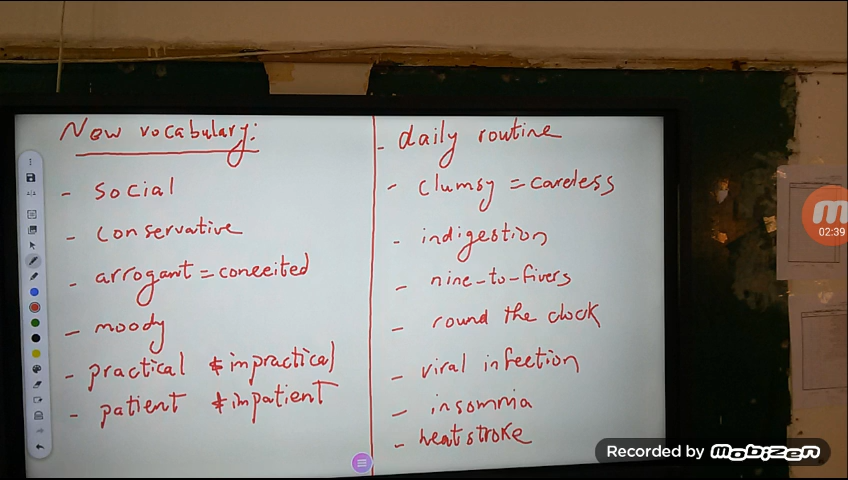 New vocabulary:
- social
- conservative
- arrogant = conceited
- moody
- practical ≠ impractical
- patient ≠ impatient
- daily routine
- clumsy = careless
- indigestion
- nine-to-fivers
- round the clock
- viral infection
- insomnia
- heatstroke
02:39
Recorded by mobizen